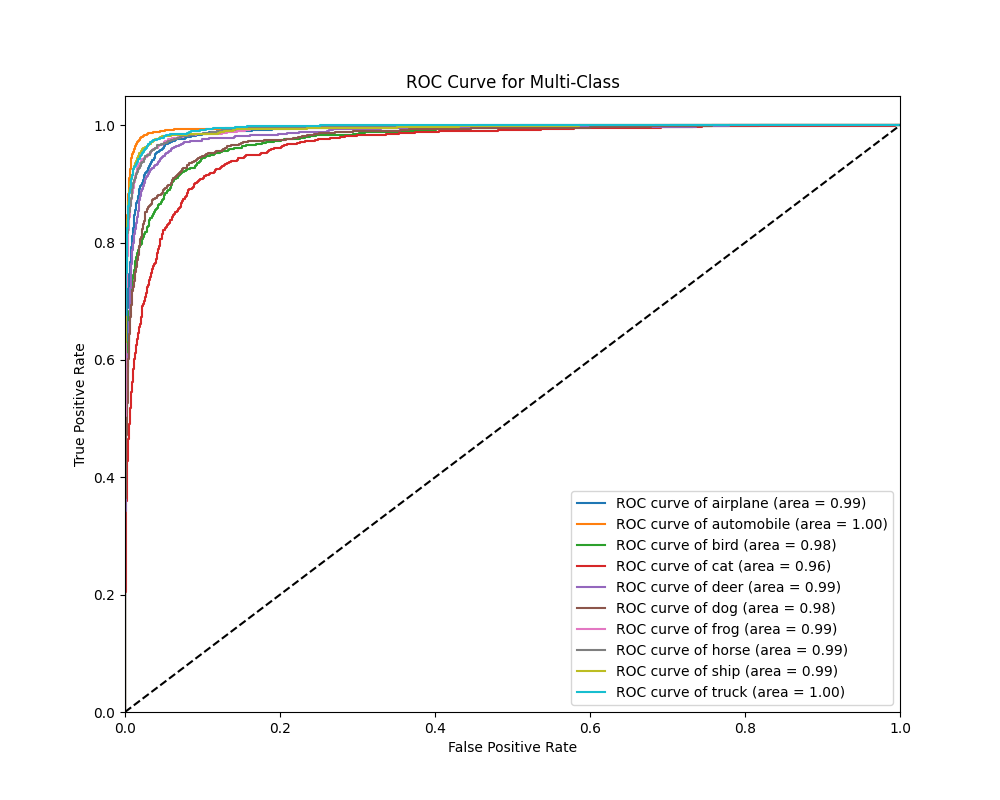 ROC Curve for Multi-Class
True Positive Rate
1.0
0.8
0.6
0.4
0.2
0.0
ROC curve of airplane (area = 0.99)
ROC curve of automobile (area = 1.00)
ROC curve of bird (area = 0.98)
ROC curve of cat (area = 0.96)
ROC curve of deer (area = 0.99)
ROC curve of dog (area = 0.98)
ROC curve of frog (area = 0.99)
ROC curve of horse (area = 0.99)
ROC curve of ship (area = 0.99)
ROC curve of truck (area = 1.00)
0.0 0.2 0.4 0.6 0.8 1.0
False Positive Rate